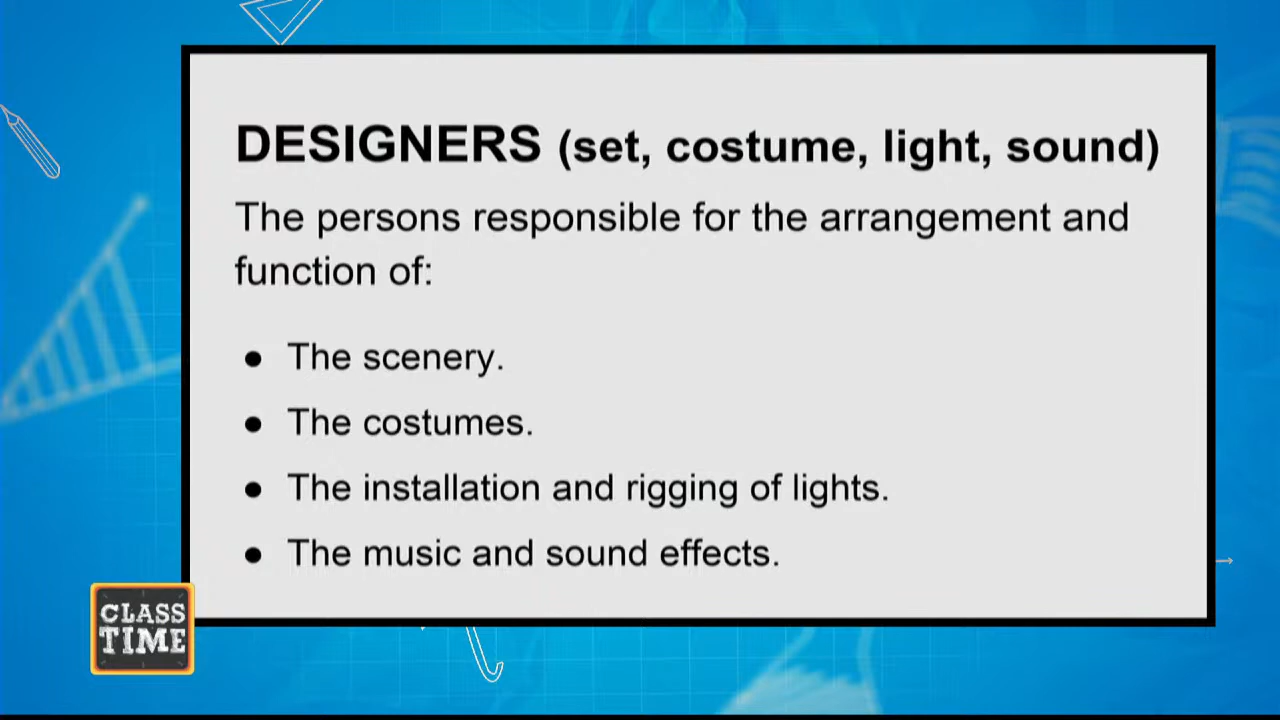 DESIGNERS (set, costume, light, sound)
The persons responsible for the arrangement and
function of:
● The scenery.
● The costumes.
● The installation and rigging of lights.
● The music and sound effects.
CLASS
TIME